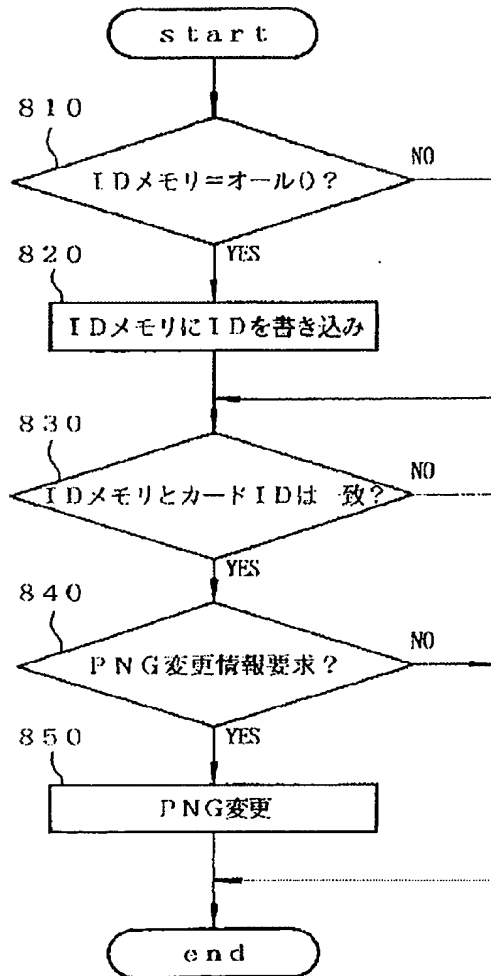 start
810
IDメモリ=オール0?
NO
YES
820
IDメモリにIDを書き込み
830
IDメモリとカードIDは一致?
NO
YES
840
PNG変更情報要求?
NO
YES
850
PNG変更
end